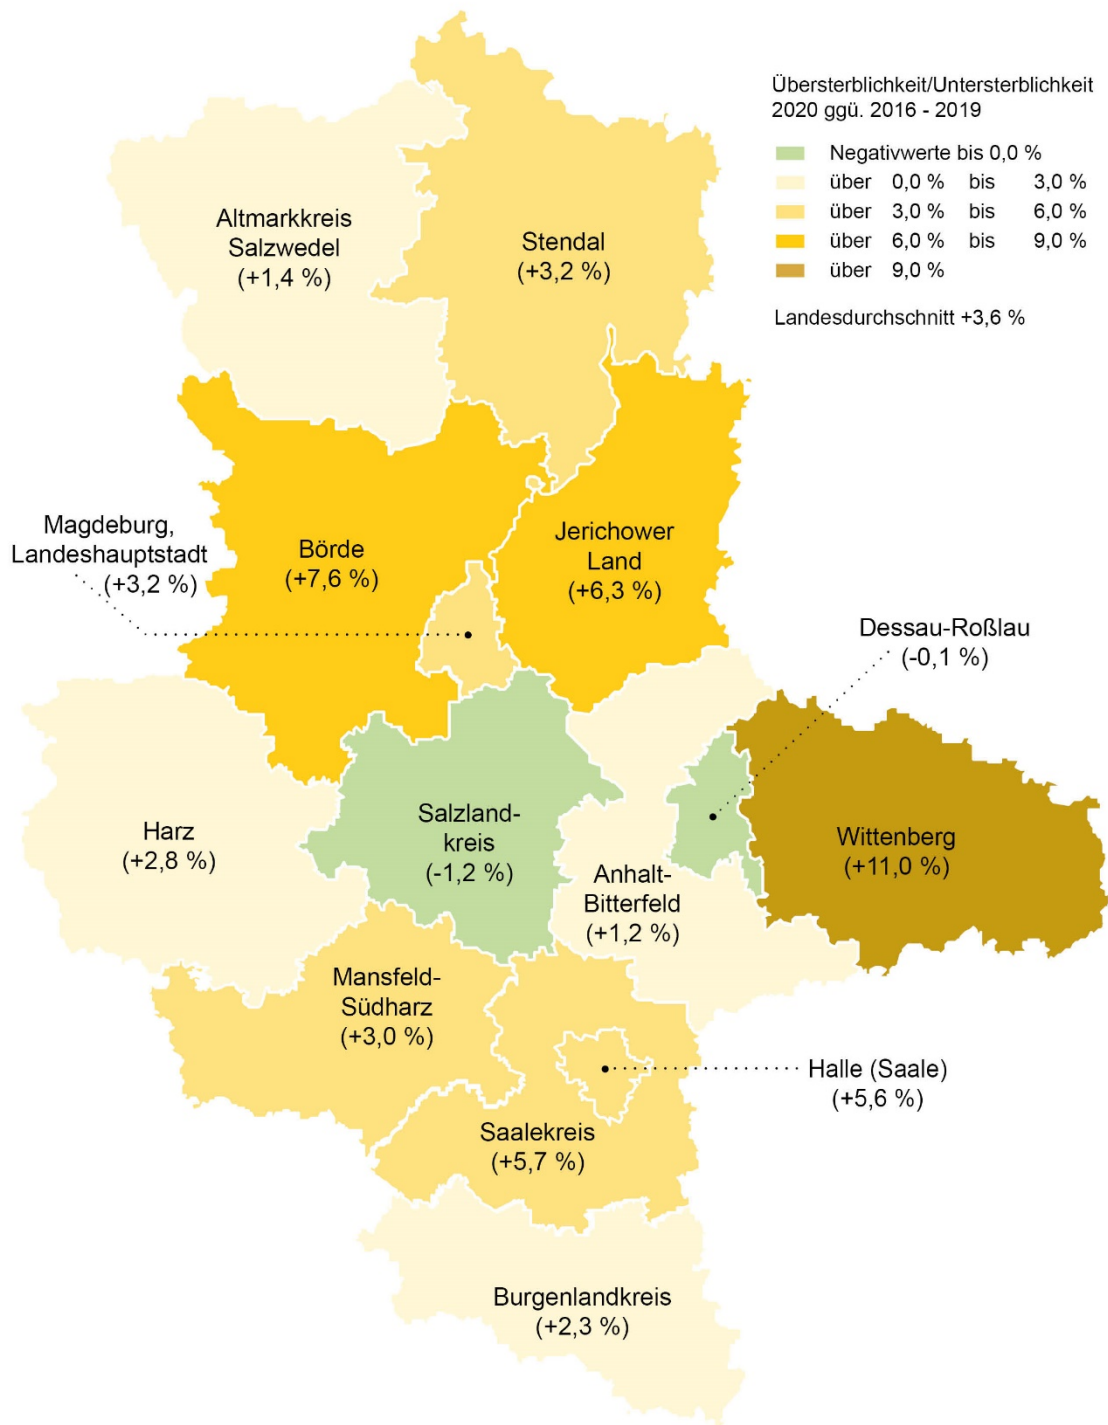 Übersterblichkeit/Untersterblichkeit
2020 ggü. 2016 - 2019
Negativwerte bis 0,0 %
über 0,0 % bis 3,0 %
über 3,0 % bis 6,0 %
über 6,0 % bis 9,0 %
über 9,0 %
Landesdurchschnitt +3,6 %
Altmarkkreis
Salzwedel
(+1,4 %)
Stendal
(+3,2 %)
Magdeburg,
Landeshauptstadt
(+3,2 %)
Börde
(+7,6 %)
Jerichower
Land
(+6,3 %)
Dessau-Roßlau
(-0,1 %)
Harz
(+2,8 %)
Salzland-
kreis
(-1,2 %)
Anhalt-
Bitterfeld
(+1,2 %)
Wittenberg
(+11,0 %)
Mansfeld-
Südharz
(+3,0 %)
Halle (Saale)
(+5,6 %)
Saalekreis
(+5,7 %)
Burgenlandkreis
(+2,3 %)